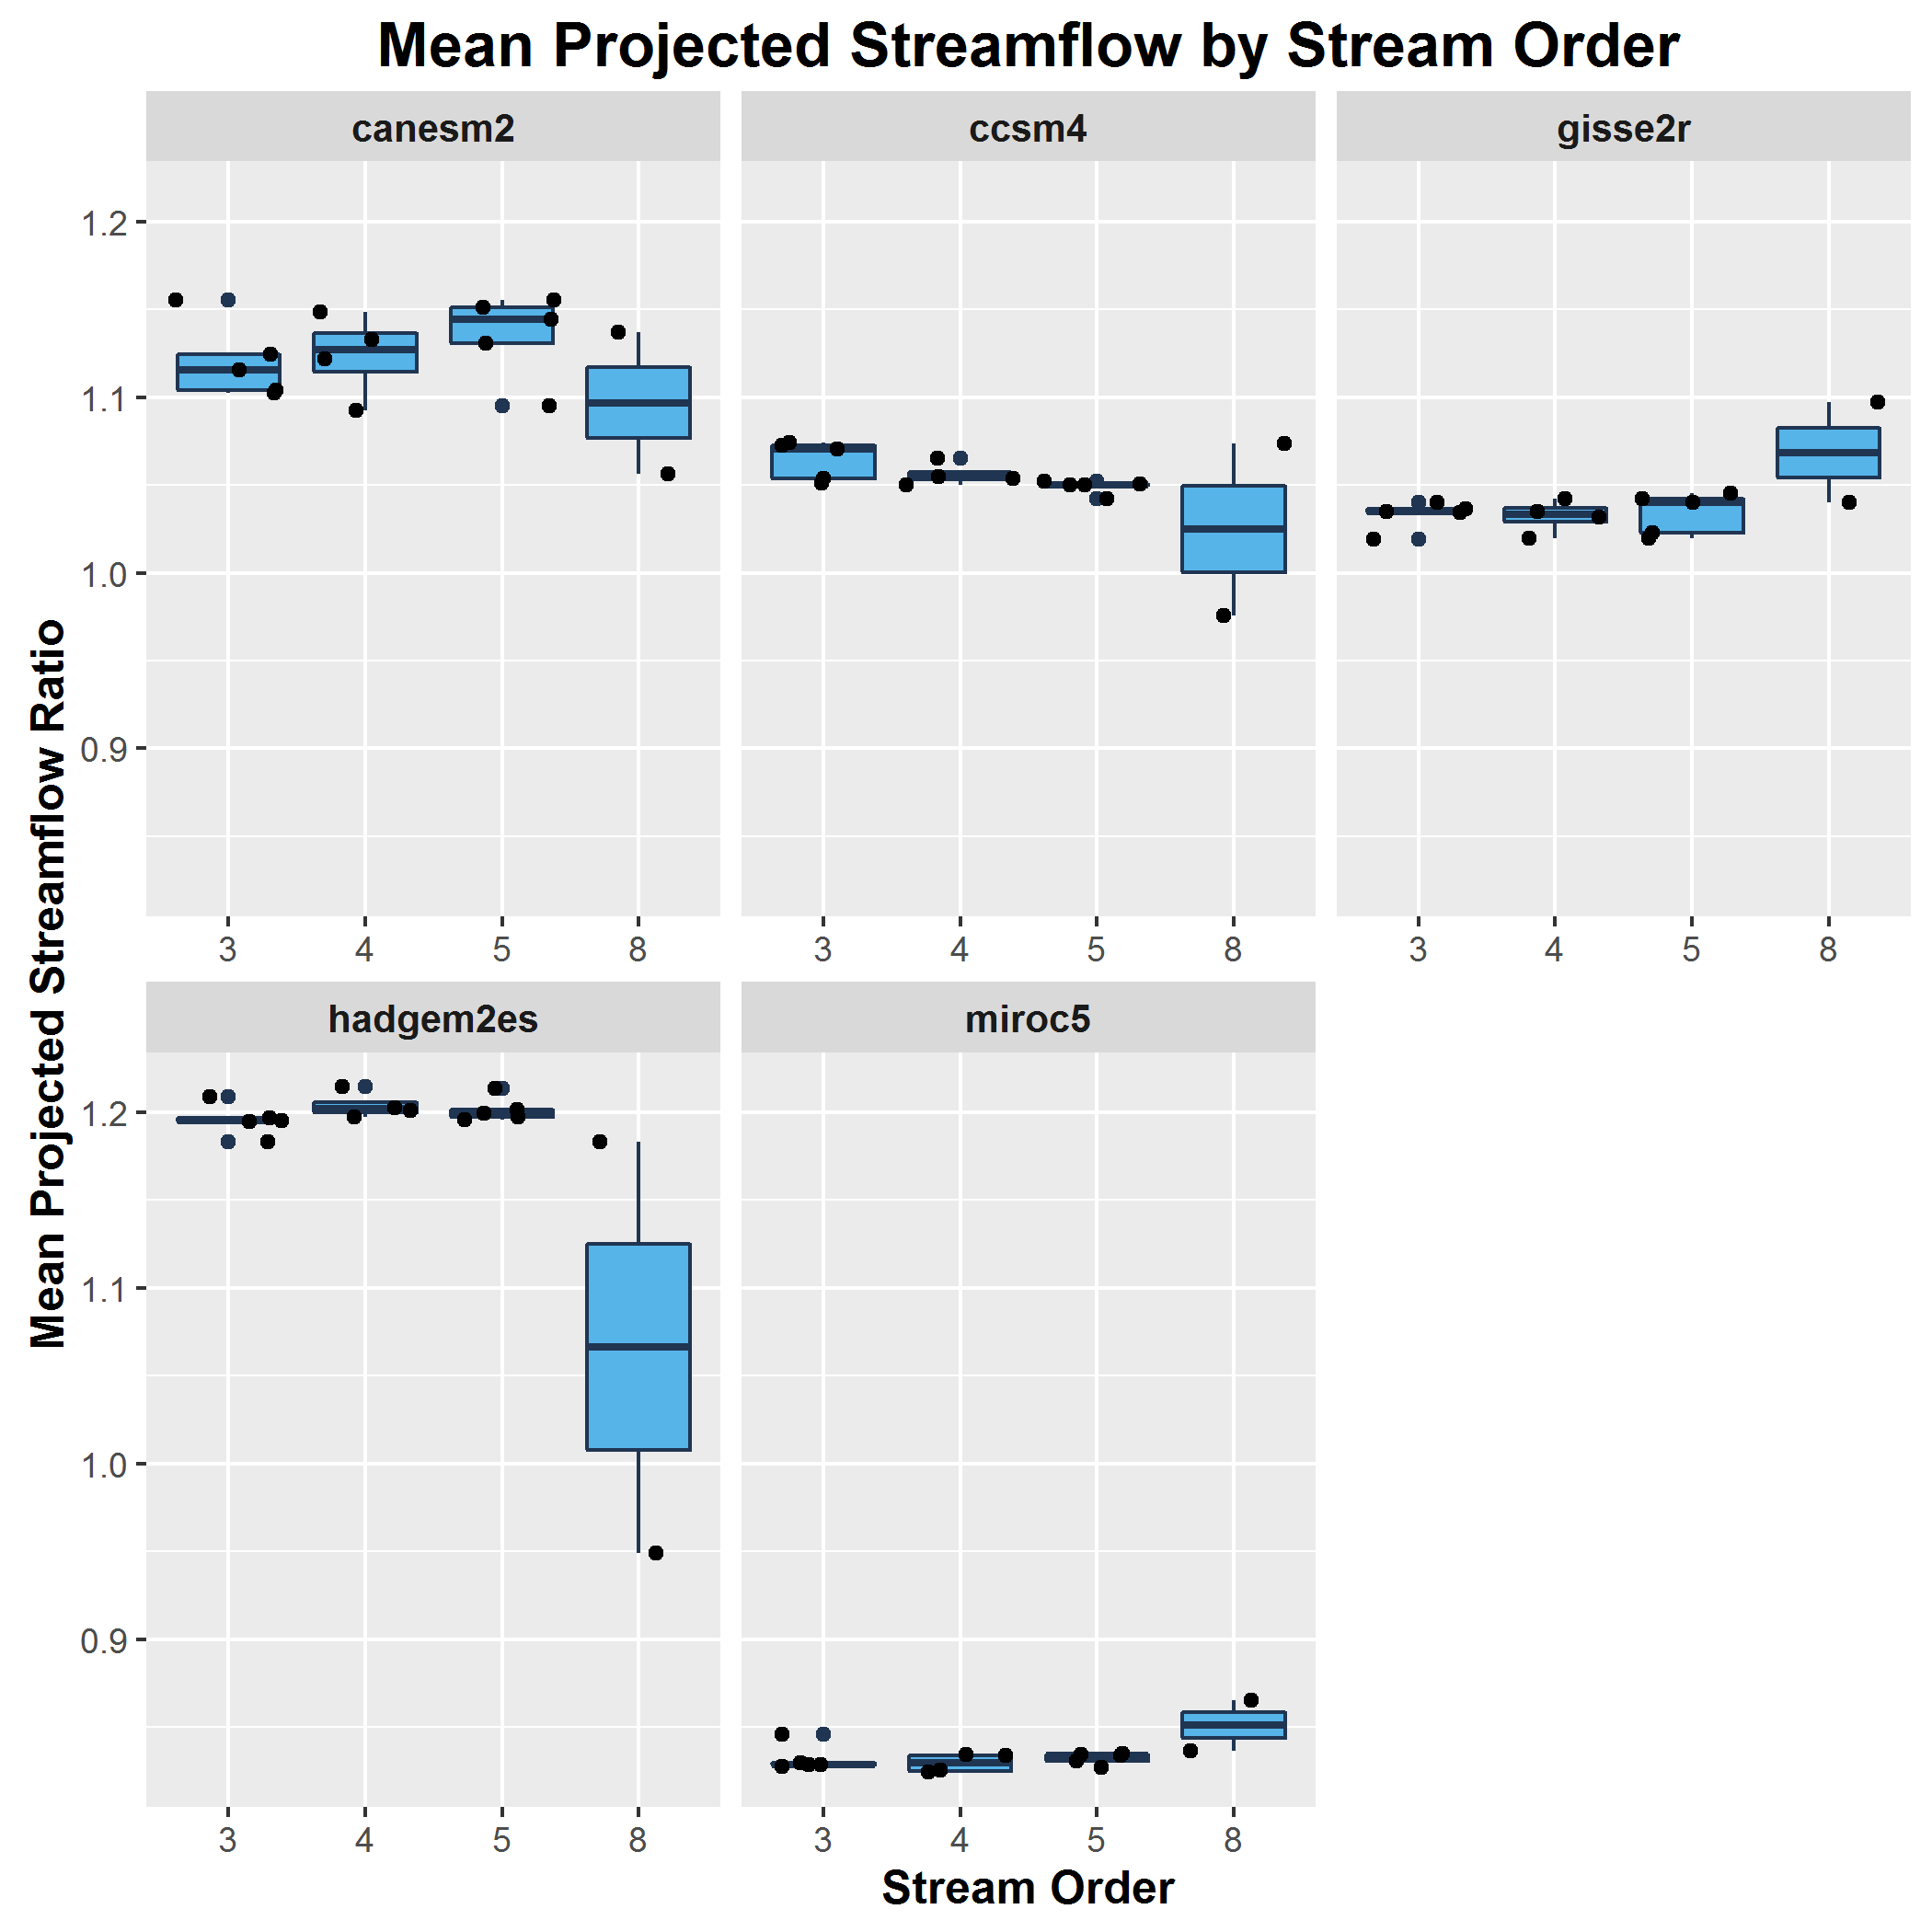 Mean Projected Streamflow by Stream Order
canesm2
ccsm4
gisse2r
1.2
1.1
1.0
0.9
3 4 5 8
3 4 5 8
3 4 5 8
Mean Projected Streamflow Ratio
hadgem2es
miroc5
1.2
1.1
1.0
0.9
3 4 5 8
3 4 5 8
Stream Order